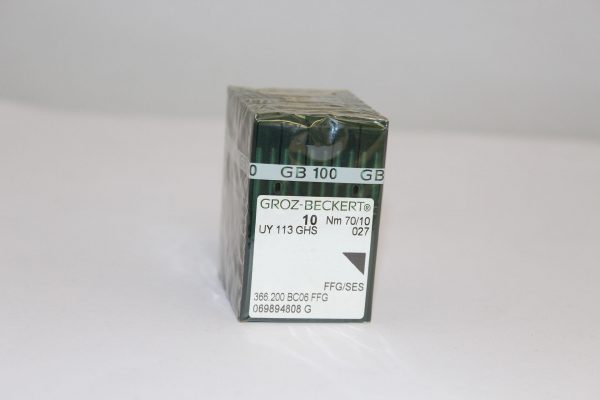 0 GB 100 GB
GROZ-BECKERT®
10 Nm 70/10
UY 113 GHS 027
FFG/SES
366.200 BC06 FFG
069894808 G